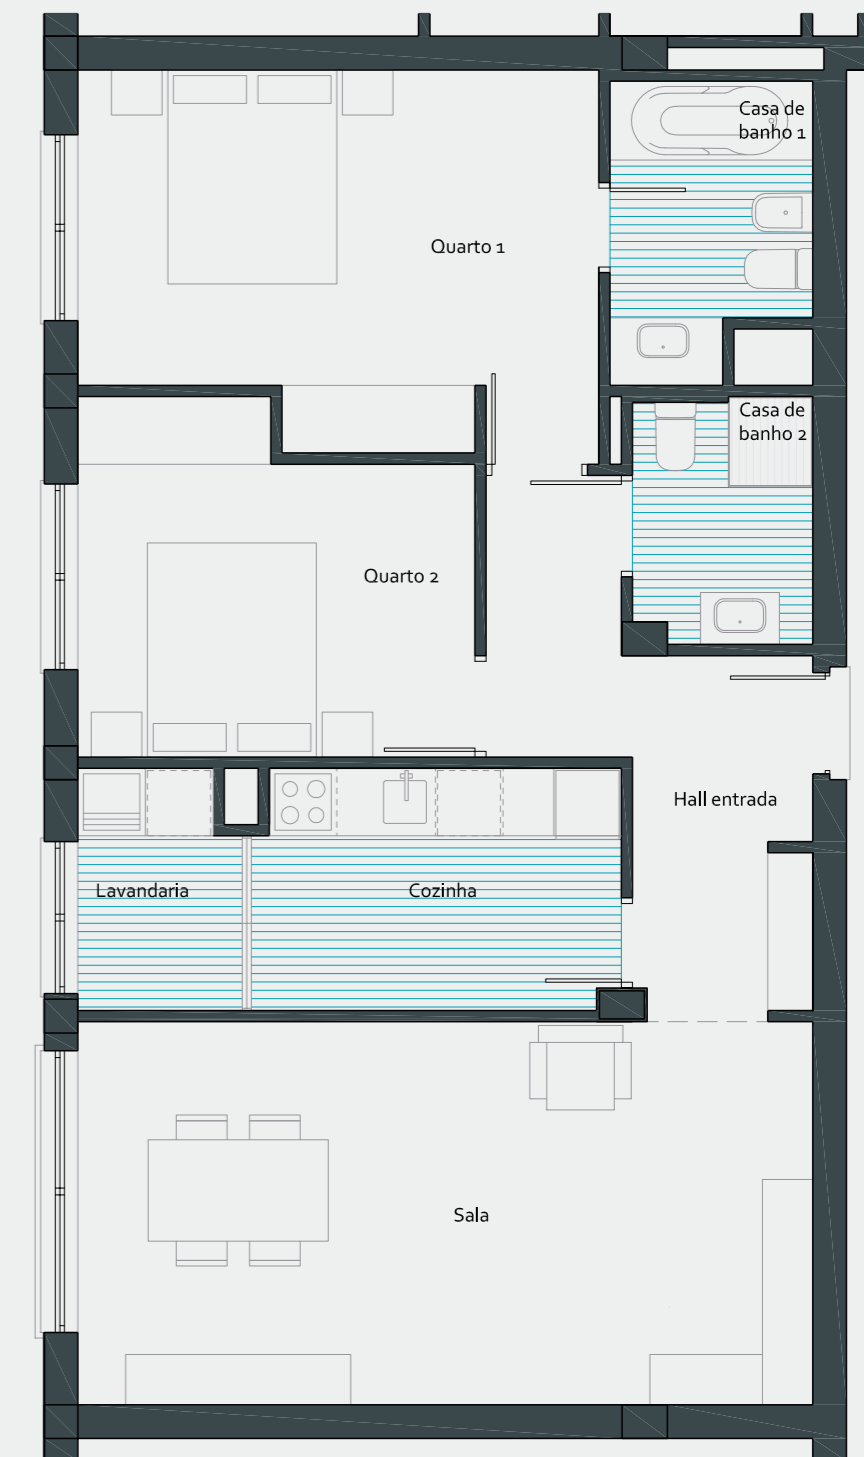 Casa de
banho 1
Quarto 1
Casa de
banho 2
Quarto 2
Hall entrada
Lavandaria
Cozinha
Sala